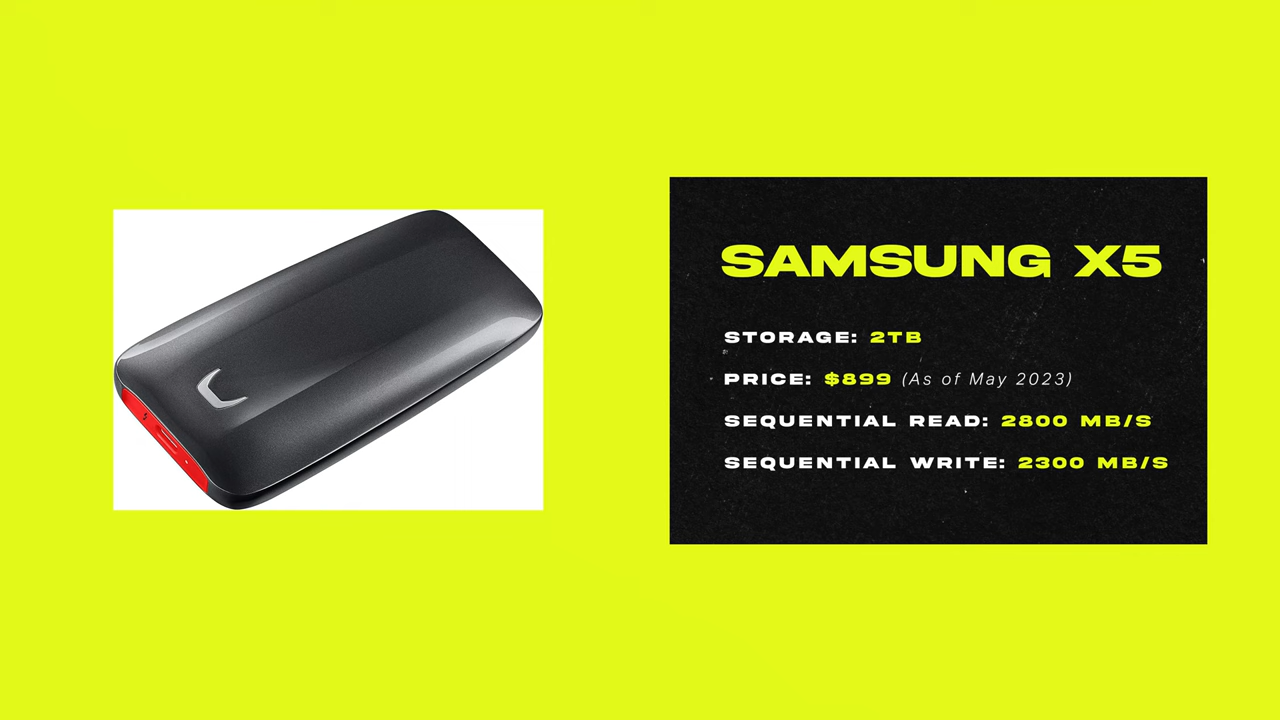 SAMSUNG X5
STORAGE: 2TB
PRICE: $899 (As of May 2023)
SEQUENTIAL READ: 2800 MB/S
SEQUENTIAL WRITE: 2300 MB/S